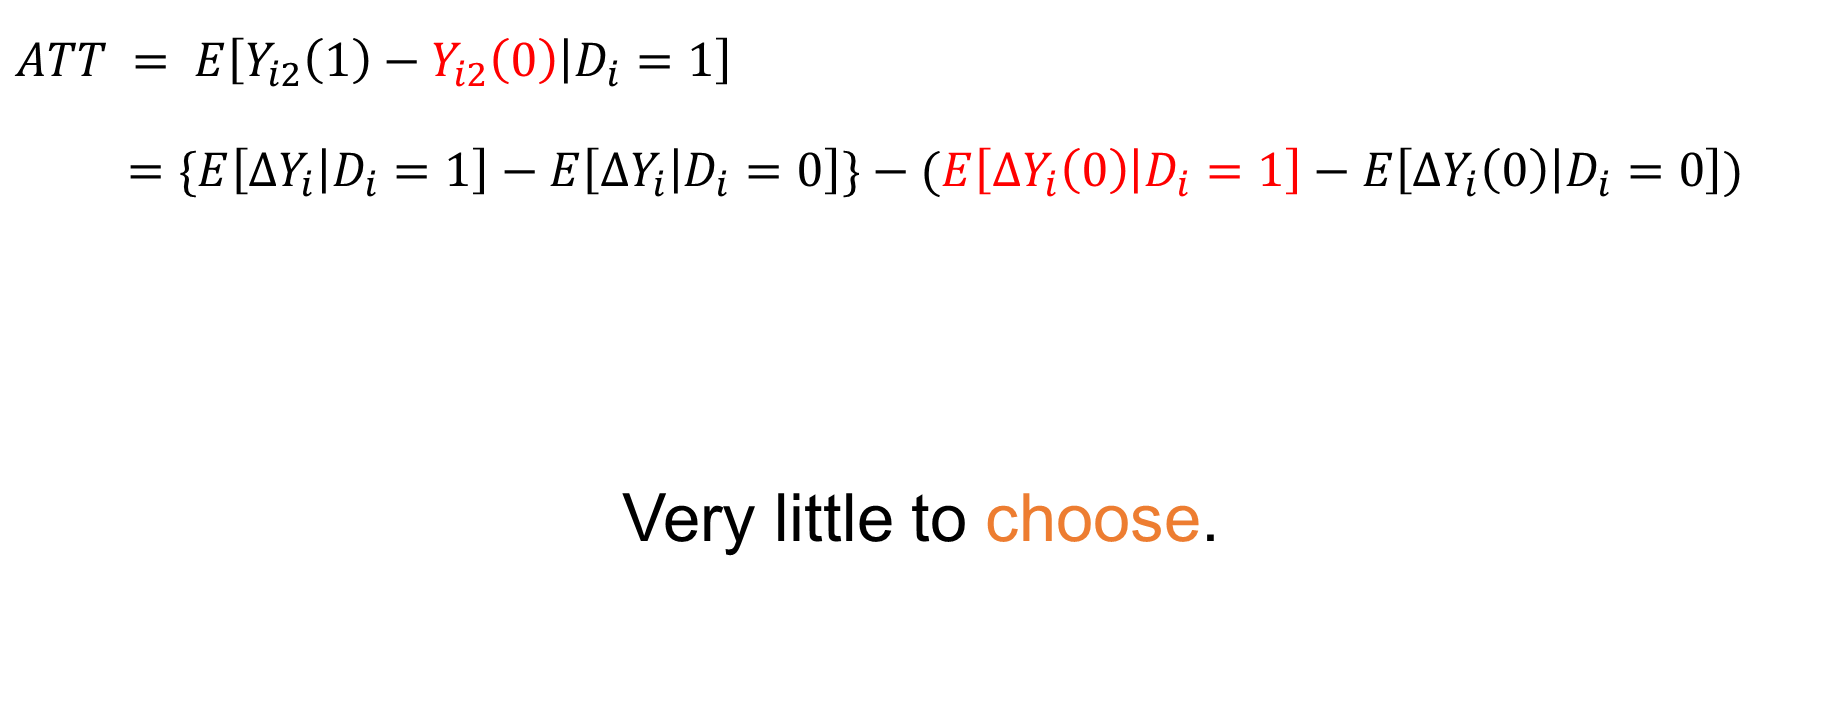 ATT = E[Y_{i2}(1) − Y_{i2}(0)|D_i = 1]
= {E[ΔY_i|D_i = 1] − E[ΔY_i|D_i = 0]} − (E[ΔY_i(0)|D_i = 1] − E[ΔY_i(0)|D_i = 0])
Very little to choose.